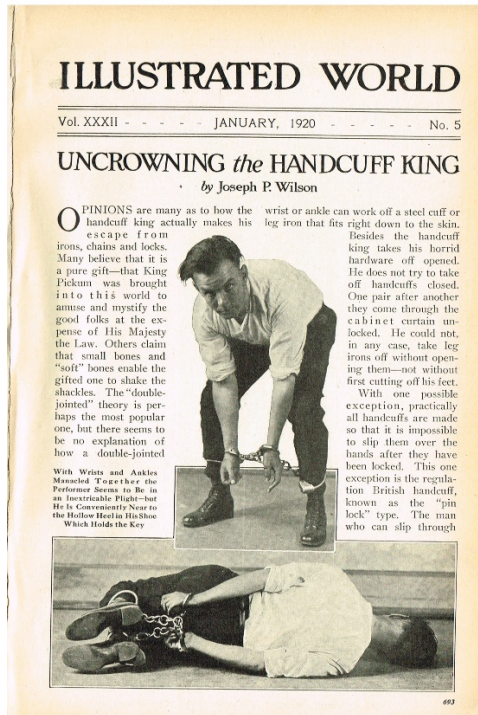 ILLUSTRATED WORLD
Vol. XXXII - - - - - JANUARY, 1920 - - - - - No. 5
UNCROWNING the HANDCUFF KING
by Joseph P. Wilson
OPINIONS are many as to how the
handcuff king actually makes his
escape from
irons, chains and locks.
Many believe that it is
a pure gift—that King
Pickum was brought
into this world to
amuse and mystify the
good folks at the ex-
pense of His Majesty
the Law. Others claim
that small bones and
"soft" bones enable the
gifted one to shake the
shackles. The "double-
jointed" theory is per-
haps the most popular
one, but there seems to
be no explanation of
how a double-jointed
With Wrists and Ankles
Manacled Together the
Performer Seems to Be in
an Inextricable Plight—but
He Is Conveniently Near to
the Hollow Heel in His Shoe
Which Holds the Key
wrist or ankle can work off a steel cuff or
leg iron that fits right down to the skin.
Besides the handcuff
king takes his horrid
hardware off opened.
He does not try to take
off handcuffs closed.
One pair after another
they come through the
cabinet curtain un-
locked. He could not,
in any case, take leg
irons off without open-
ing them—not without
first cutting off his feet.
With one possible
exception, practically
all handcuffs are made
so that it is impossible
to slip them over the
hands after they have
been locked. This one
exception is the regula-
tion British handcuff,
known as the "pin
lock" type. The man
who can slip through
693